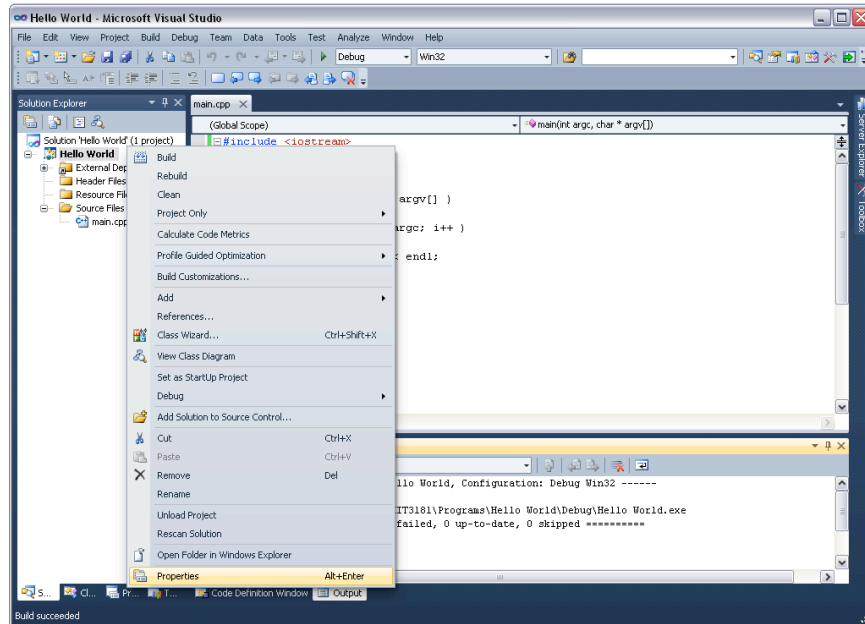 Hello World - Microsoft Visual Studio
File Edit View Project Build Debug Team Data Tools Test Analyze Window Help
Debug Win32
Solution Explorer
main.cpp
(Global Scope) main(int argc, char * argv[])
Solution 'Hello World' (1 project)
Hello World
External Dep
Header Files
Resource Fil
Source Files
main.cpp
#include <iostream>
argv[] )
argc; i++ )
< endl;
Build
Rebuild
Clean
Project Only
Calculate Code Metrics
Profile Guided Optimization
Build Customizations...
Add
References...
Class Wizard... Ctrl+Shift+X
View Class Diagram
Set as StartUp Project
Debug
Add Solution to Source Control...
Cut Ctrl+X
Paste Ctrl+V
Remove Del
Rename
Unload Project
Rescan Solution
Open Folder in Windows Explorer
Properties Alt+Enter
Server Explorer
Toolbox
llo World, Configuration: Debug Win32 ------
IT3181\Programs\Hello World\Debug\Hello World.exe
failed, 0 up-to-date, 0 skipped ==========
S... Cl... Pr... T... Code Definition Window Output
Build succeeded